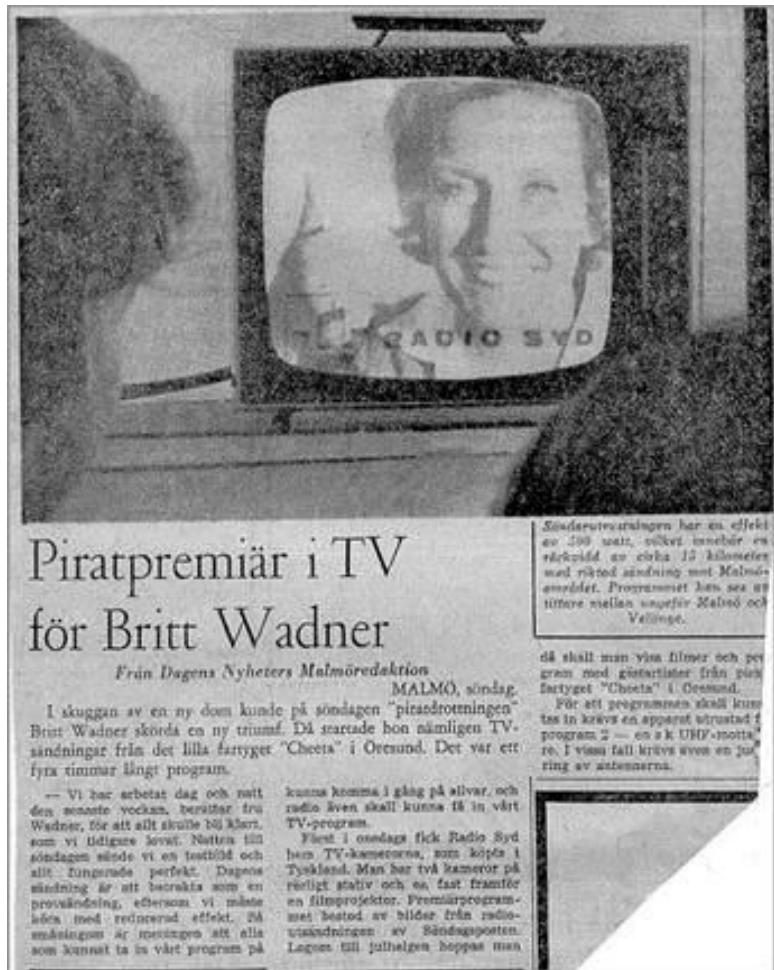 RADIO SYD
Piratpremiär i TV
för Britt Wadner
Från Dagens Nyheters Malmöredaktion
MALMÖ, söndag.
I skuggan av en ny dom kunde på söndagen "piratdrottningen"
Britt Wadner skörda en ny triumf. Då startade hon nämligen TV-
sändningar från det lilla fartyget "Cheeta" i Öresund. Det var ett
fyra timmar långt program.
— Vi har arbetat dag och natt
den senaste veckan, berättar fru
Wadner, för att allt skulle bli klart,
som vi tidigare lovat. Natten till
söndagen sände vi en testbild och
allt fungerade perfekt. Dagens
sändning är att betrakta som en
provsändning, eftersom vi måste
köra med reducerad effekt. Så
småningom är meningen att alla
som kunnat ta in vårt program på
kunna komma i gång på allvar, och
radio även skall kunna få in vårt
TV-program.
Först i onsdags fick Radio Syd
hem TV-kamerorna, som köpts i
Tyskland. Man har två kameror på
rörligt stativ och en fast framför
en filmprojektor. Premiärprogram-
met bestod av bilder från radio-
utsändningen av Söndagsposten.
Lagom till julhelgen hoppas man
Sändarutrustningen har en effekt
av 500 watt, vilket innebär en
räckvidd av cirka 15 kilometer
med riktad sändning mot Malmö-
området. Programmet kan ses av
tittare mellan ungefär Malmö och
Vellinge.
då skall man visa filmer och
gram med gästartister från
fartyget "Cheeta" i Öresund.
För att programmen skall
tas in krävs en apparat utrustad
program 2 — en s k UHF-motta
re. I vissa fall krävs även en
ring av antennerna.